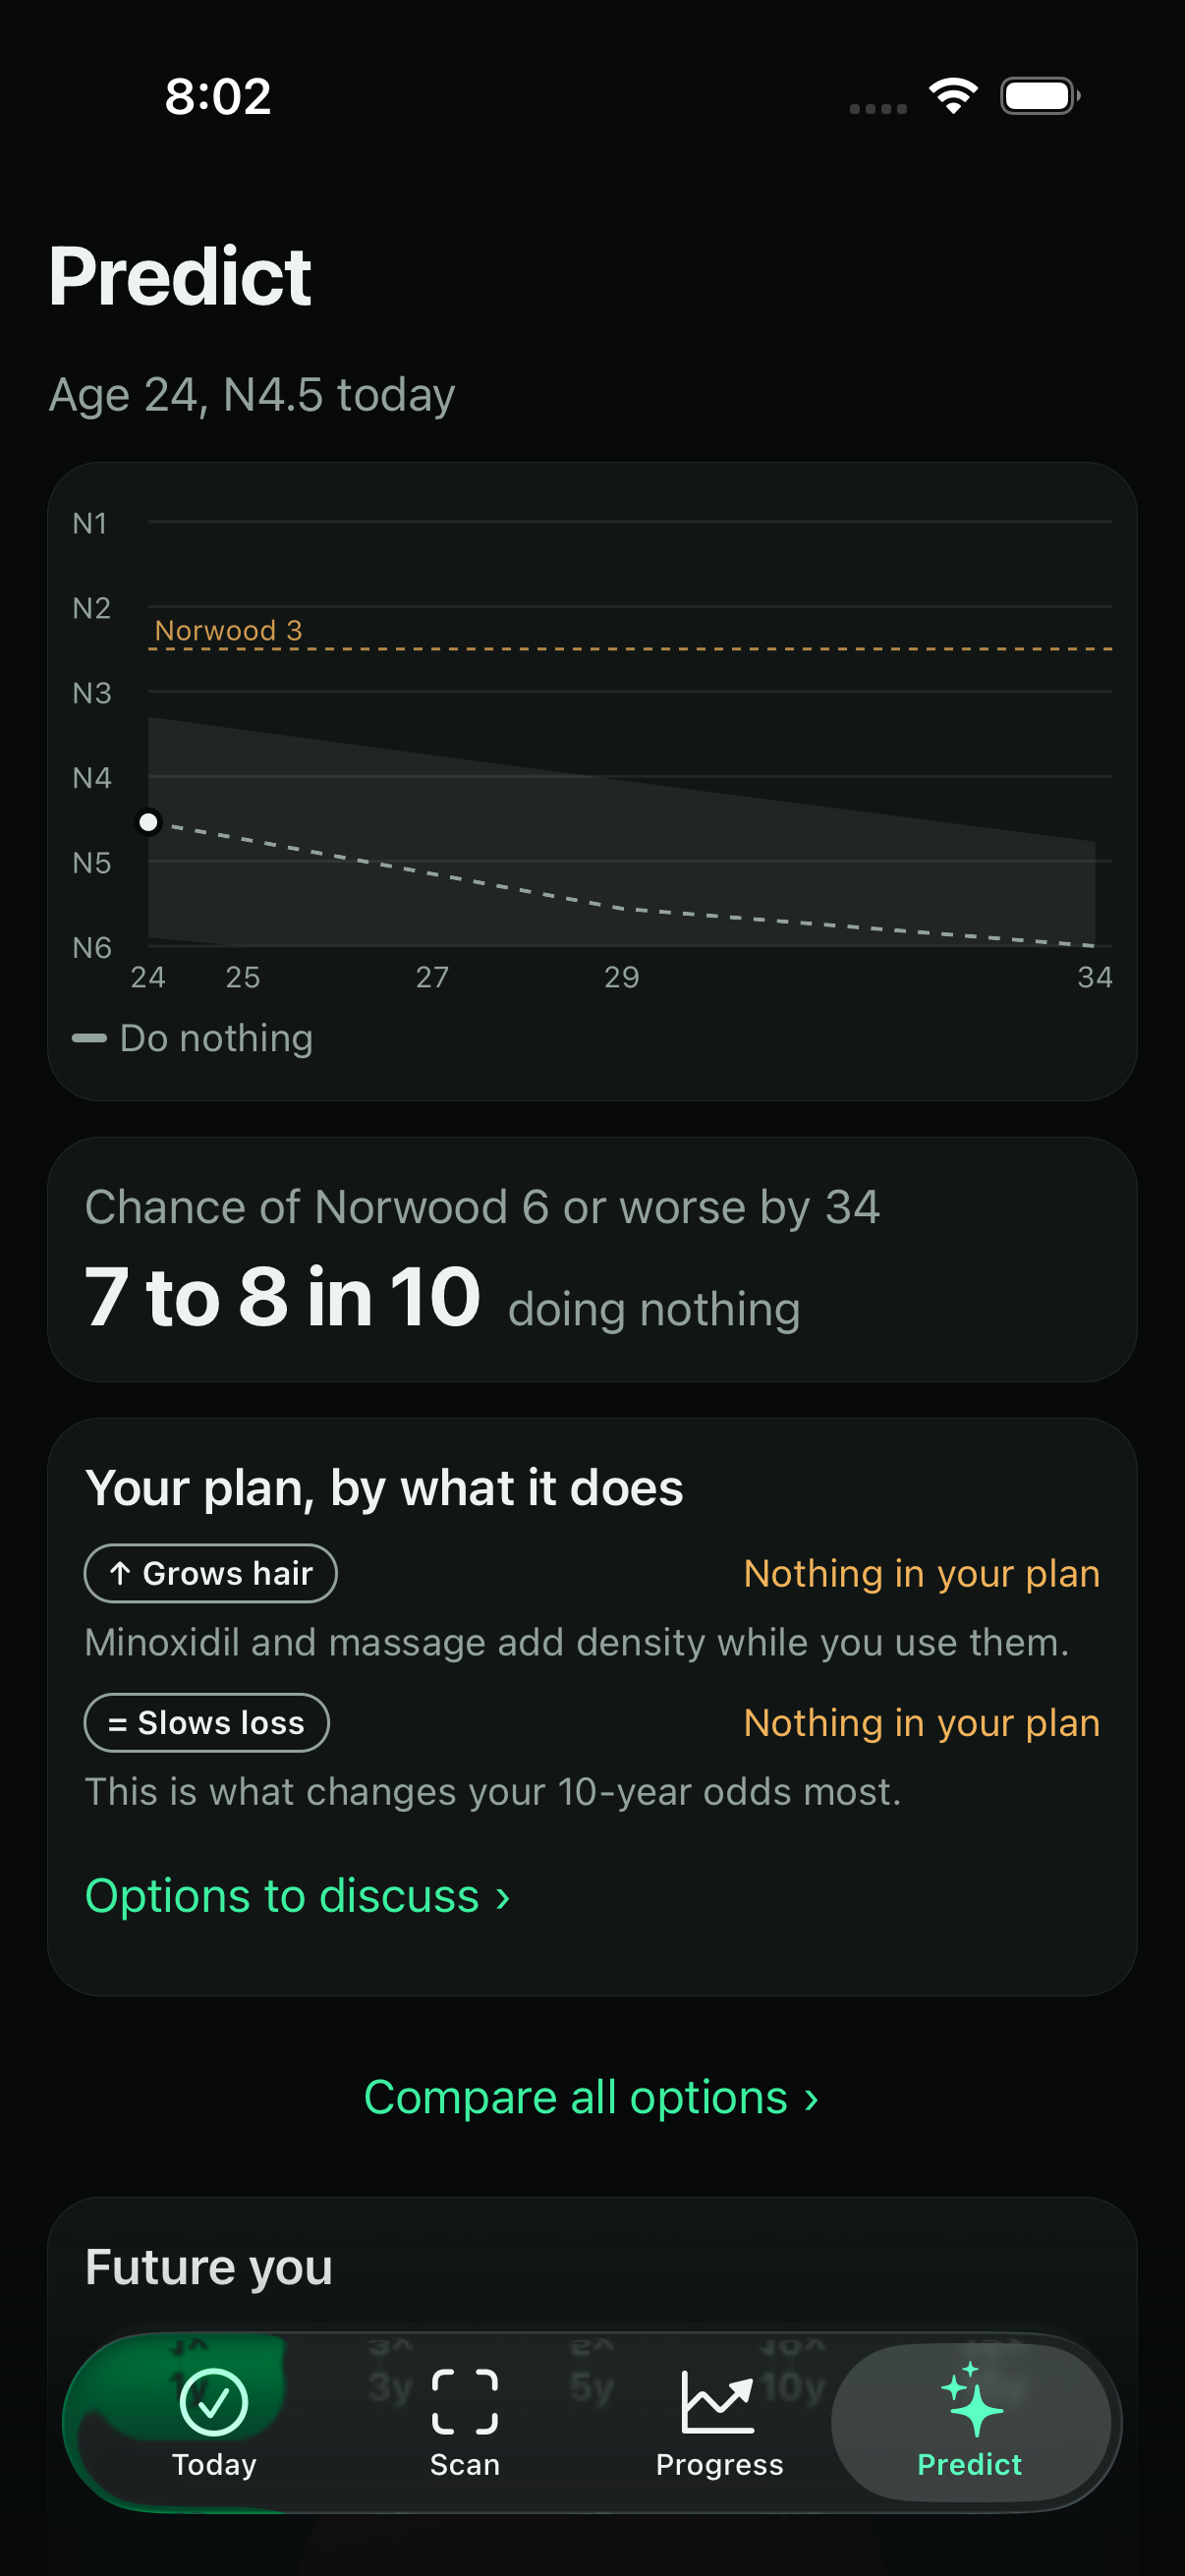 8:02
Predict
Age 24, N4.5 today
N1
N2
Norwood 3
N3
N4
N5
N6
24 25 27 29 34
Do nothing
Chance of Norwood 6 or worse by 34
7 to 8 in 10 doing nothing
Your plan, by what it does
↑ Grows hair Nothing in your plan
Minoxidil and massage add density while you use them.
= Slows loss Nothing in your plan
This is what changes your 10-year odds most.
Options to discuss ›
Compare all options ›
Future you
1y 3y 5y 10y
Today Scan Progress Predict